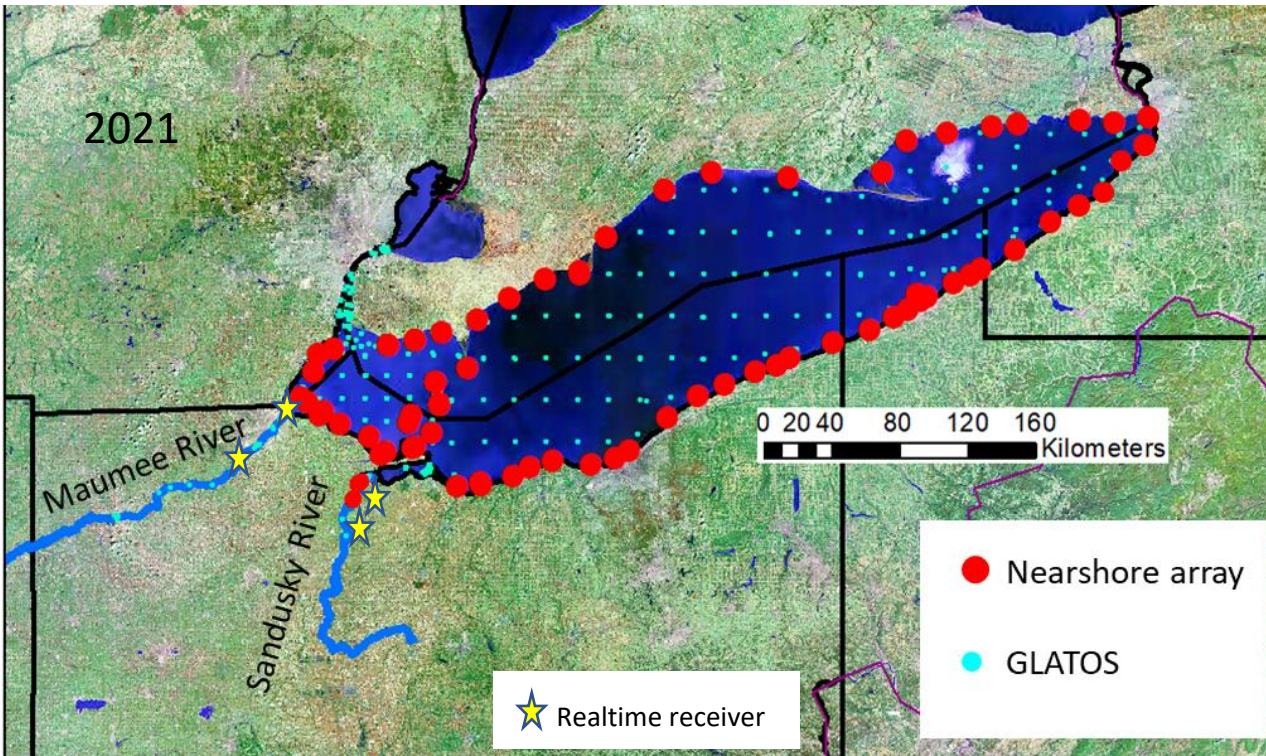 2021
Maumee River
Sandusky River
0 20 40 80 120 160
Kilometers
Nearshore array
GLATOS
Realtime receiver